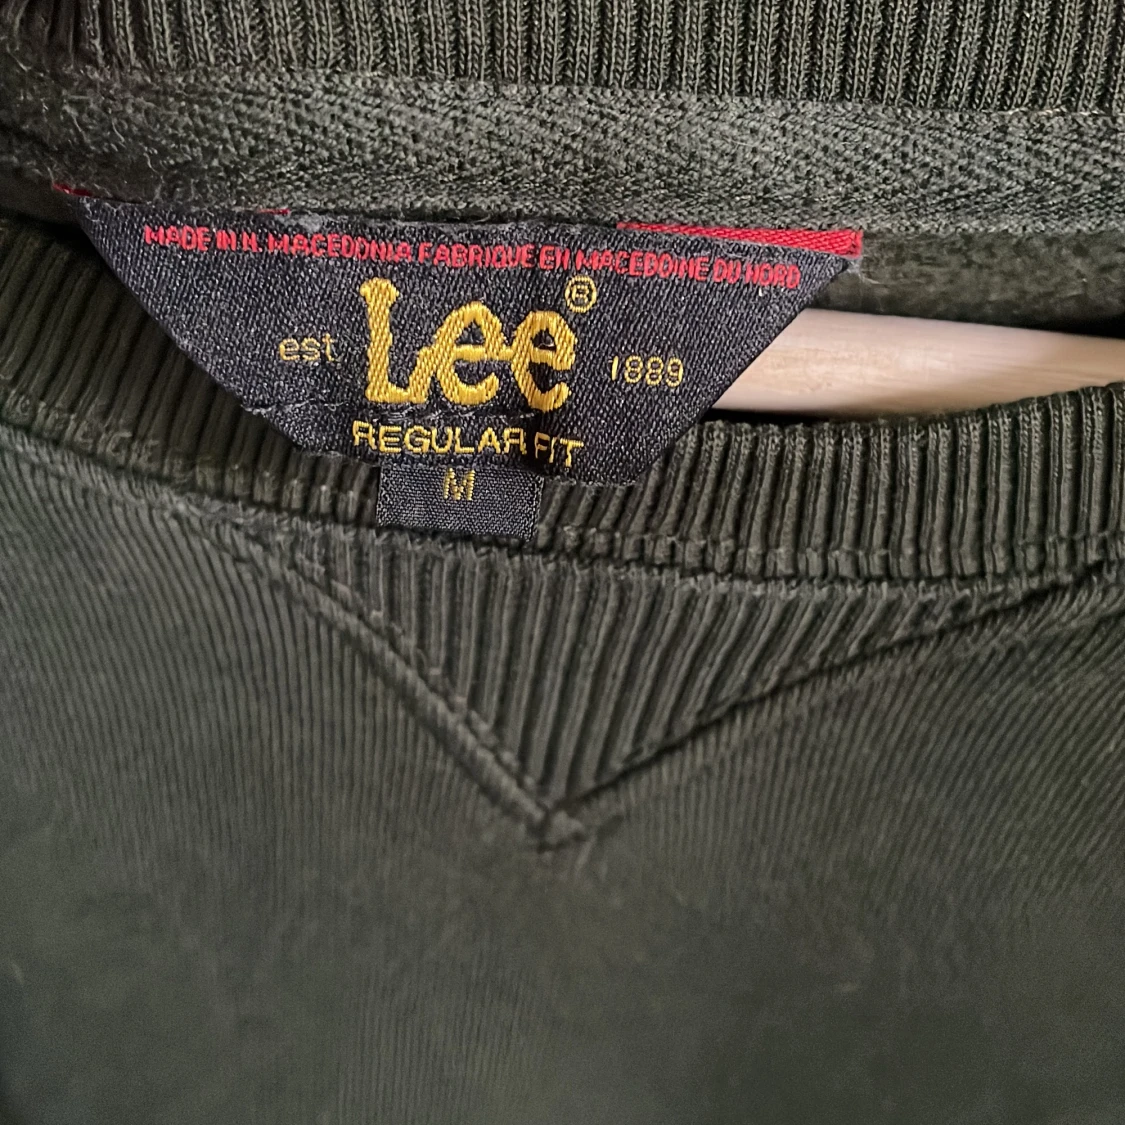 MADE IN N. MACEDONIA FABRIQUE EN MACEDOINE DU NORD
est. Lee® 1889
REGULAR FIT
M